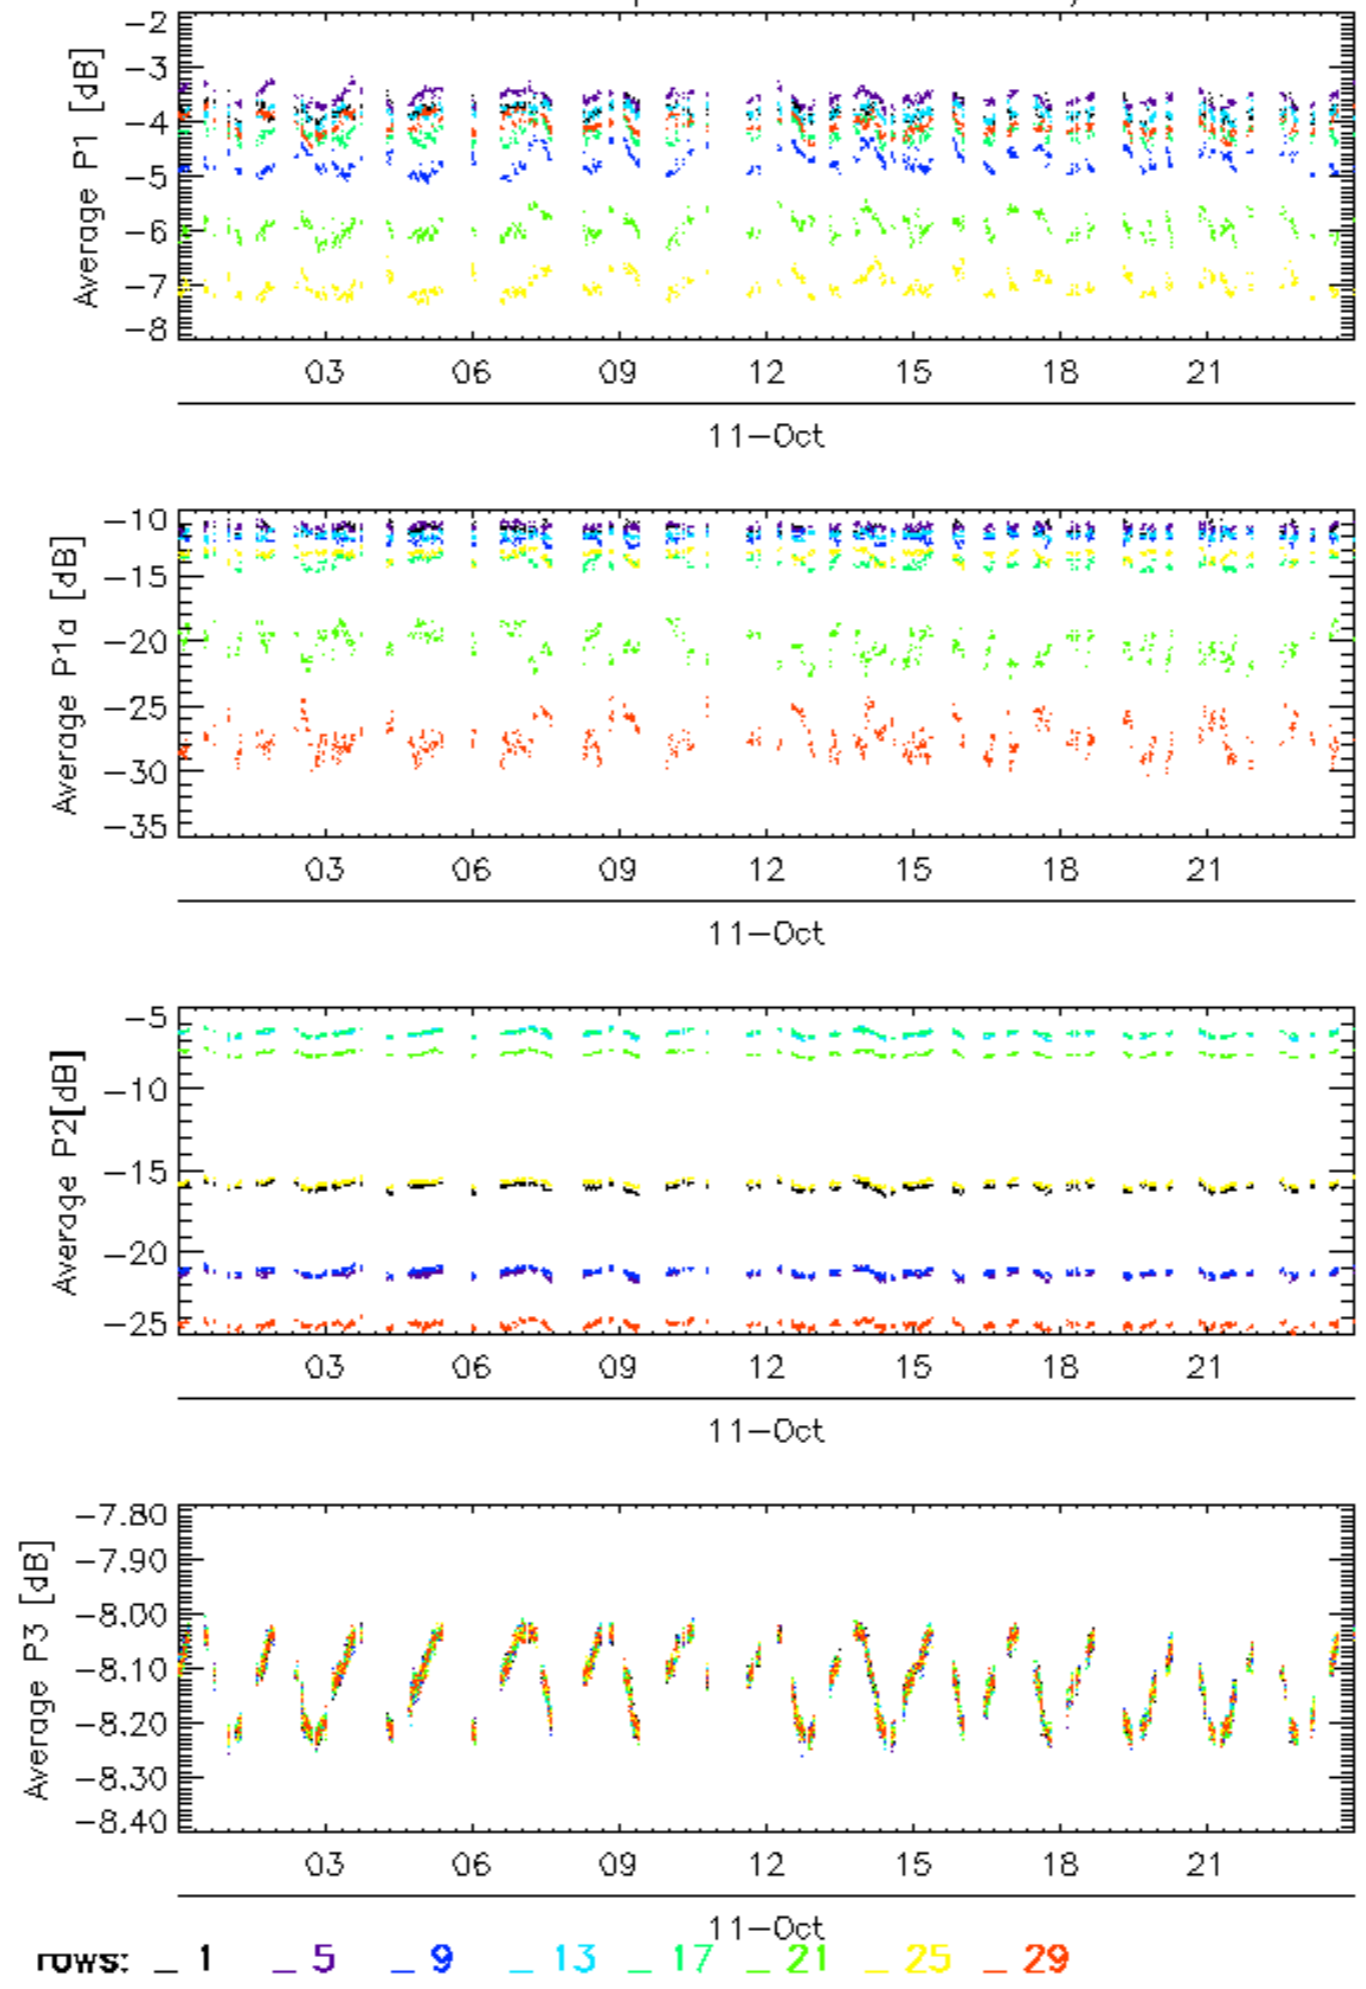 -2
-3
-4
-5
-6
-7
-8
Average P1 [dB]
03 06 09 12 15 18 21
11-Oct
-10
-15
-20
-25
-30
-35
Average P1a [dB]
03 06 09 12 15 18 21
11-Oct
-5
-10
-15
-20
-25
Average P2[dB]
03 06 09 12 15 18 21
11-Oct
-7.80
-7.90
-8.00
-8.10
-8.20
-8.30
-8.40
Average P3 [dB]
03 06 09 12 15 18 21
11-Oct
rows: _ 1 _ 5 _ 9 _ 13 _ 17 _ 21 _ 25 _ 29